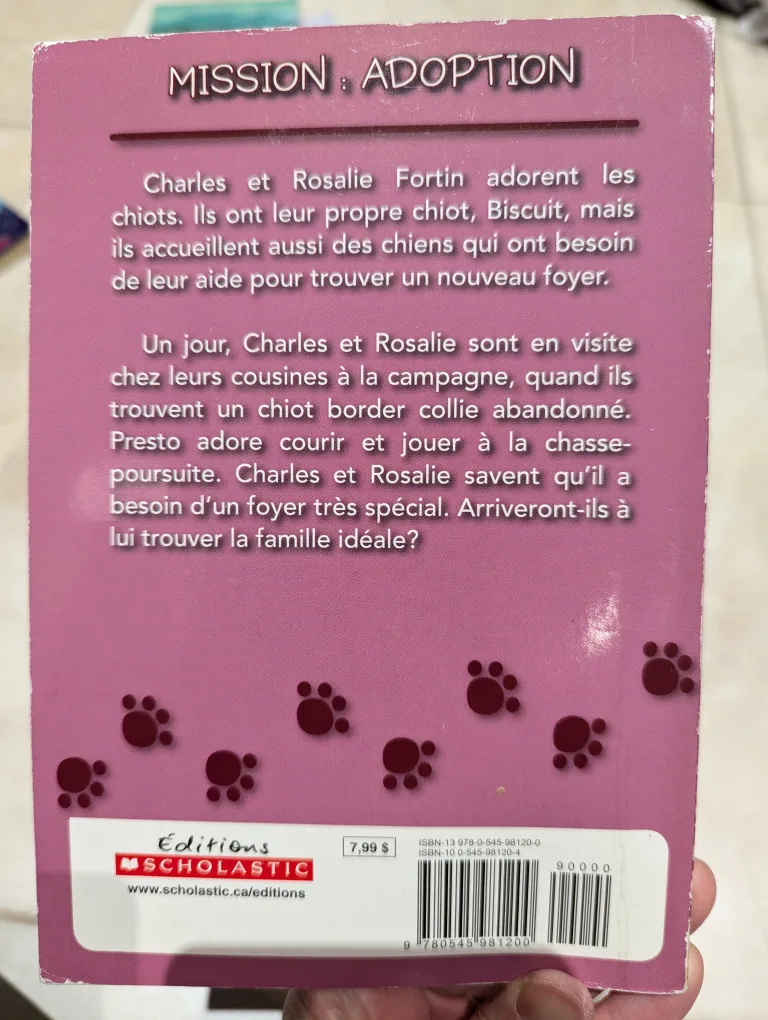 MISSION : ADOPTION
Charles et Rosalie Fortin adorent les
chiots. Ils ont leur propre chiot, Biscuit, mais
ils accueillent aussi des chiens qui ont besoin
de leur aide pour trouver un nouveau foyer.
Un jour, Charles et Rosalie sont en visite
chez leurs cousines à la campagne, quand ils
trouvent un chiot border collie abandonné.
Presto adore courir et jouer à la chasse-
poursuite. Charles et Rosalie savent qu'il a
besoin d'un foyer très spécial. Arriveront-ils à
lui trouver la famille idéale?
Éditions
SCHOLASTIC
www.scholastic.ca/editions
7,99 $
ISBN-13 978-0-545-98120-0
ISBN-10 0-545-98120-4
90000
9 780545 981200